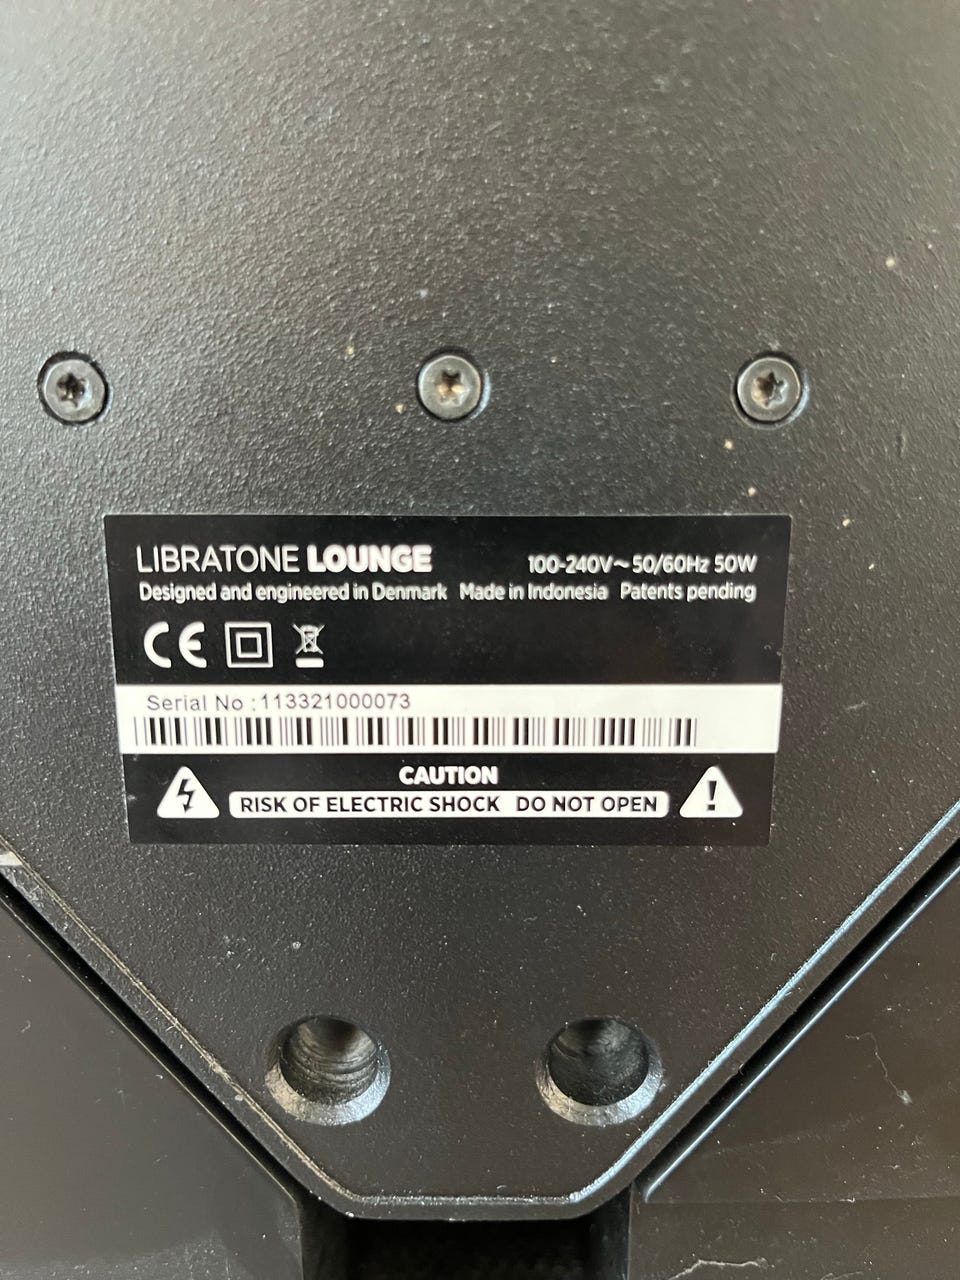 LIBRATONE LOUNGE 100-240V~50/60Hz 50W
Designed and engineered in Denmark Made in Indonesia Patents pending
CE
Serial No :113321000073
CAUTION
RISK OF ELECTRIC SHOCK DO NOT OPEN